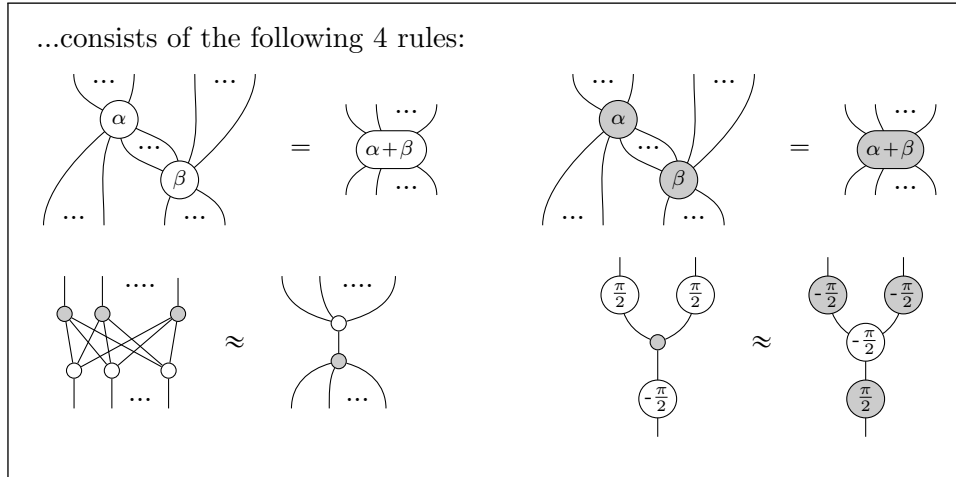 ...consists of the following 4 rules:
... ... ... ...
α α
... = ... =
α+β α+β
β β
... ... ... ... ... ...
.... ....
π/2 π/2 -π/2 -π/2
≈ ≈
-π/2
... ... -π/2 π/2